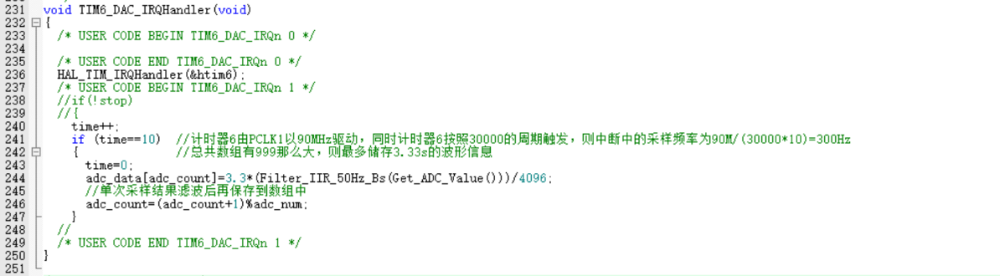 231 void TIM6_DAC_IRQHandler(void)
232 {
233 /* USER CODE BEGIN TIM6_DAC_IRQn 0 */
234
235 /* USER CODE END TIM6_DAC_IRQn 0 */
236 HAL_TIM_IRQHandler(&htim6);
237 /* USER CODE BEGIN TIM6_DAC_IRQn 1 */
238 //if(!stop)
239 //{
240 time++;
241 if (time==10) //计时器6由PCLK1以90MHz驱动，同时计时器6按照30000的周期触发，则中断中的采样频率为90M/(30000*10)=300Hz
242 { //总共数组有999那么大，则最多储存3.33s的波形信息
243 time=0;
244 adc_data[adc_count]=3.3*(Filter_IIR_50Hz_Bs(Get_ADC_Value()))/4096;
245 //单次采样结果滤波后再保存到数组中
246 adc_count=(adc_count+1)%adc_num;
247 }
248 //
249 /* USER CODE END TIM6_DAC_IRQn 1 */
250 }
251